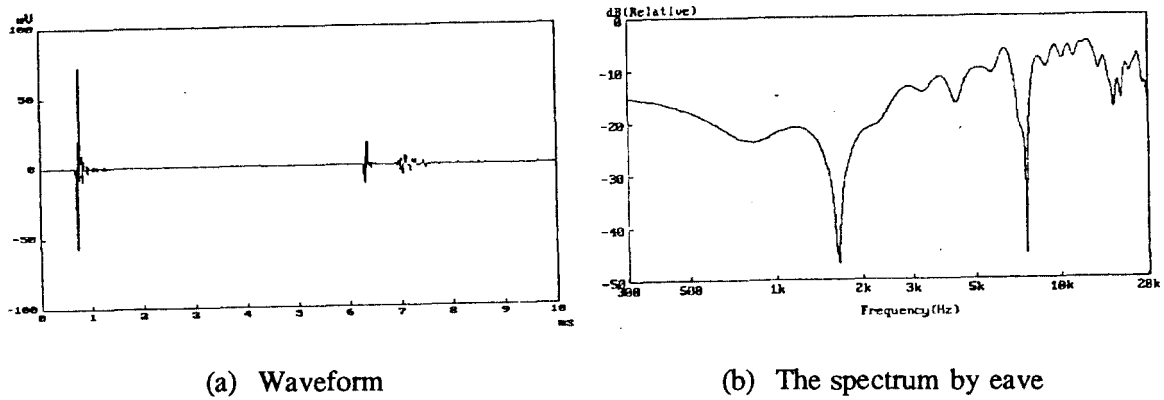 mV
100
50
0
-50
-100
0 1 2 3 4 5 6 7 8 9 10
mS
(a) Waveform
dB(Relative)
0
-10
-20
-30
-40
-50
300 500 1k 2k 3k 5k 10k 20k
Frequency(Hz)
(b) The spectrum by eave